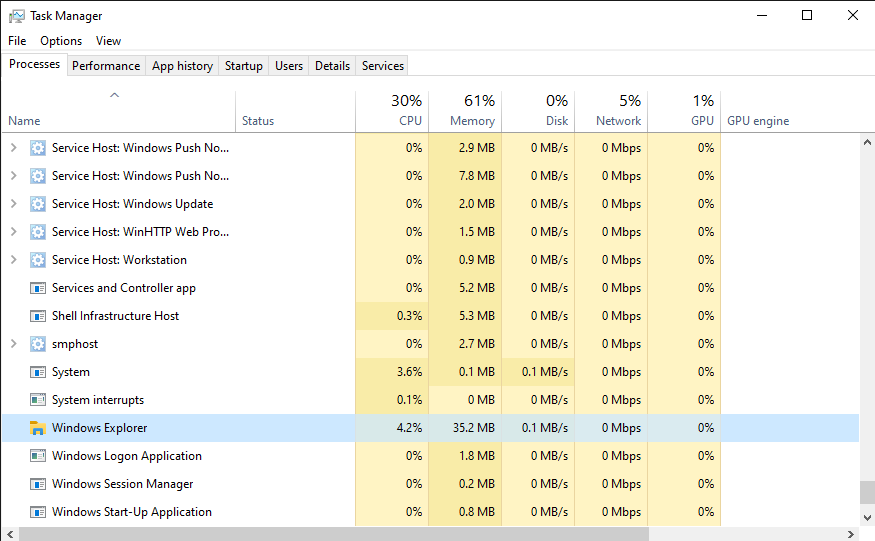 Task Manager
File Options View
Processes Performance App history Startup Users Details Services
30% 61% 0% 5% 1%
Name Status CPU Memory Disk Network GPU GPU engine
Service Host: Windows Push No... 0% 2.9 MB 0 MB/s 0 Mbps 0%
Service Host: Windows Push No... 0% 7.8 MB 0 MB/s 0 Mbps 0%
Service Host: Windows Update 0% 2.0 MB 0 MB/s 0 Mbps 0%
Service Host: WinHTTP Web Pro... 0% 1.5 MB 0 MB/s 0 Mbps 0%
Service Host: Workstation 0% 0.9 MB 0 MB/s 0 Mbps 0%
Services and Controller app 0% 5.2 MB 0 MB/s 0 Mbps 0%
Shell Infrastructure Host 0.3% 5.3 MB 0 MB/s 0 Mbps 0%
smphost 0% 2.7 MB 0 MB/s 0 Mbps 0%
System 3.6% 0.1 MB 0.1 MB/s 0 Mbps 0%
System interrupts 0.1% 0 MB 0 MB/s 0 Mbps 0%
Windows Explorer 4.2% 35.2 MB 0.1 MB/s 0 Mbps 0%
Windows Logon Application 0% 1.8 MB 0 MB/s 0 Mbps 0%
Windows Session Manager 0% 0.2 MB 0 MB/s 0 Mbps 0%
Windows Start-Up Application 0% 0.8 MB 0 MB/s 0 Mbps 0%